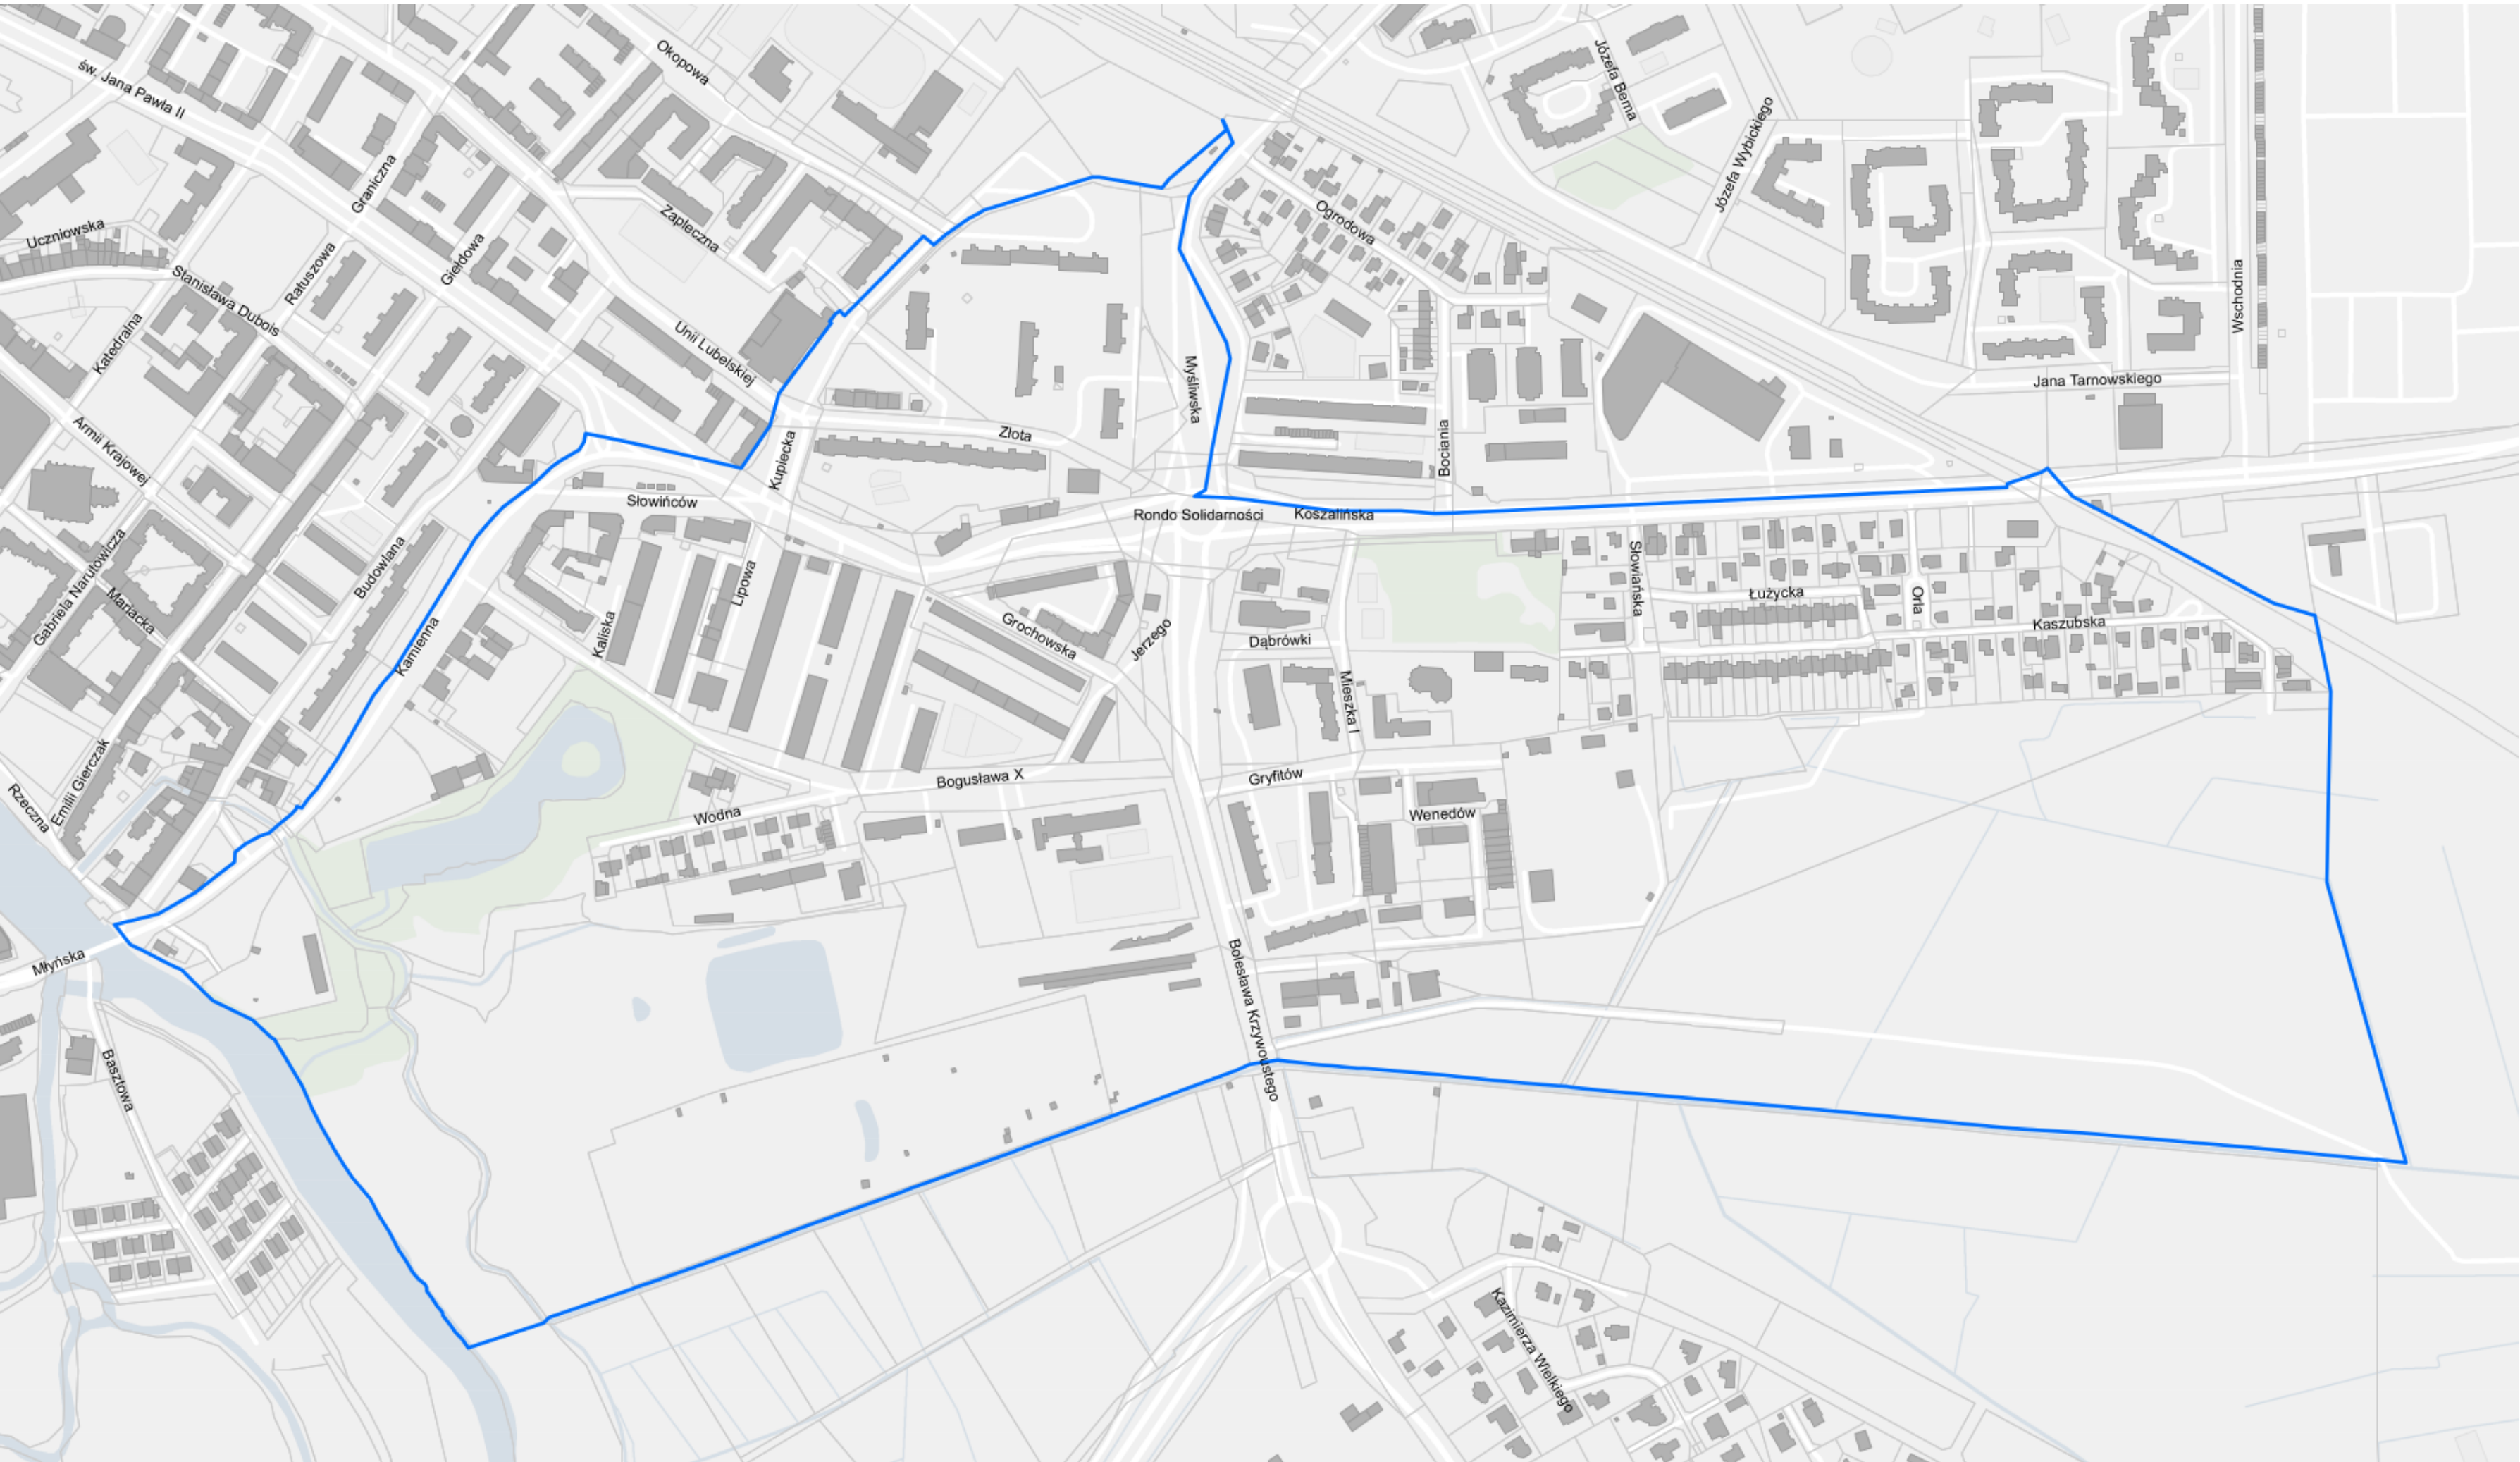 Okopowa
Józefa Bema
św. Jana Pawła II
Józefa Wybickiego
Graniczna
Zapleczna
Ogrodowa
Uczniowska
Giełdowa
Ratuszowa
Stanisława Dubois
Wschodnia
Katedralna
Unii Lubelskiej
Myśliwska
Jana Tarnowskiego
Armii Krajowej
Złota
Kupiecka
Bociania
Słowińców
Rondo Solidarności
Koszalińska
Budowlana
Gabriela Narutowicza
Mariacka
Lipowa
Słowiańska
Łużycka
Orla
Kaszubska
Kaliska
Grochowska
Jerzego
Dąbrówki
Kamienna
Mieszka I
Emilii Gierczak
Rzeczna
Bogusława X
Gryfitów
Wodna
Wenedów
Młyńska
Bolesława Krzywoustego
Basztowa
Kazimierza Wielkiego